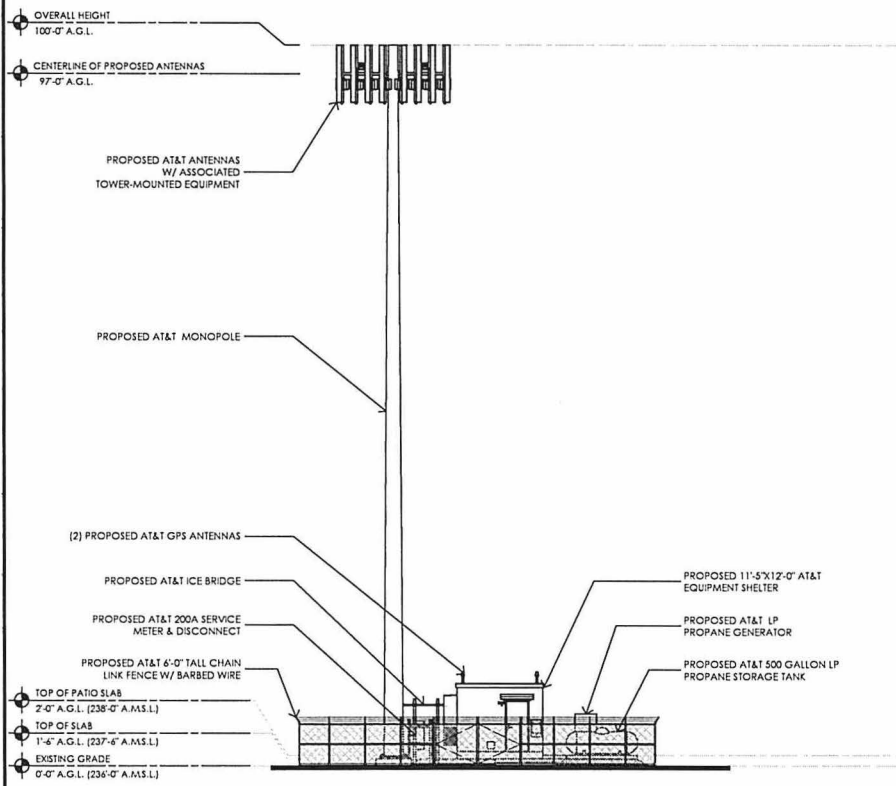 OVERALL HEIGHT
100'-0" A.G.L.
CENTERLINE OF PROPOSED ANTENNAS
97'-0" A.G.L.
PROPOSED AT&T ANTENNAS
W/ ASSOCIATED
TOWER-MOUNTED EQUIPMENT
PROPOSED AT&T MONOPOLE
(2) PROPOSED AT&T GPS ANTENNAS
PROPOSED AT&T ICE BRIDGE
PROPOSED AT&T 200A SERVICE
METER & DISCONNECT
PROPOSED AT&T 6'-0" TALL CHAIN
LINK FENCE W/ BARBED WIRE
TOP OF PATIO SLAB
2'-0" A.G.L. (238'-0" A.M.S.L.)
TOP OF SLAB
1'-6" A.G.L. (237'-6" A.M.S.L.)
EXISTING GRADE
0'-0" A.G.L. (236'-0" A.M.S.L.)
PROPOSED 11'-5"X12'-0" AT&T
EQUIPMENT SHELTER
PROPOSED AT&T LP
PROPANE GENERATOR
PROPOSED AT&T 500 GALLON LP
PROPANE STORAGE TANK